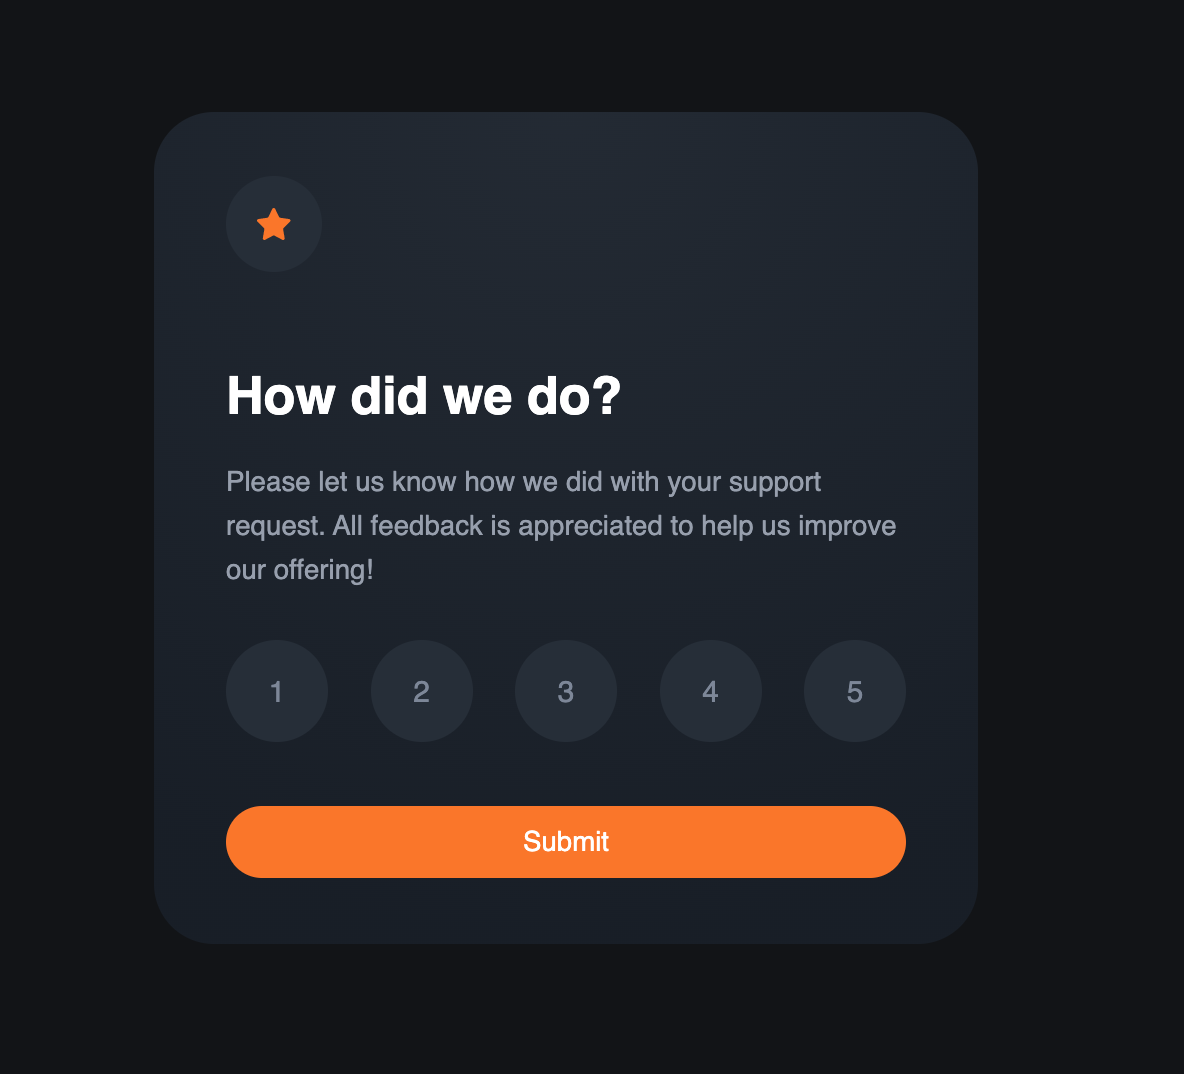 How did we do?
Please let us know how we did with your support
request. All feedback is appreciated to help us improve
our offering!
1 2 3 4 5
Submit